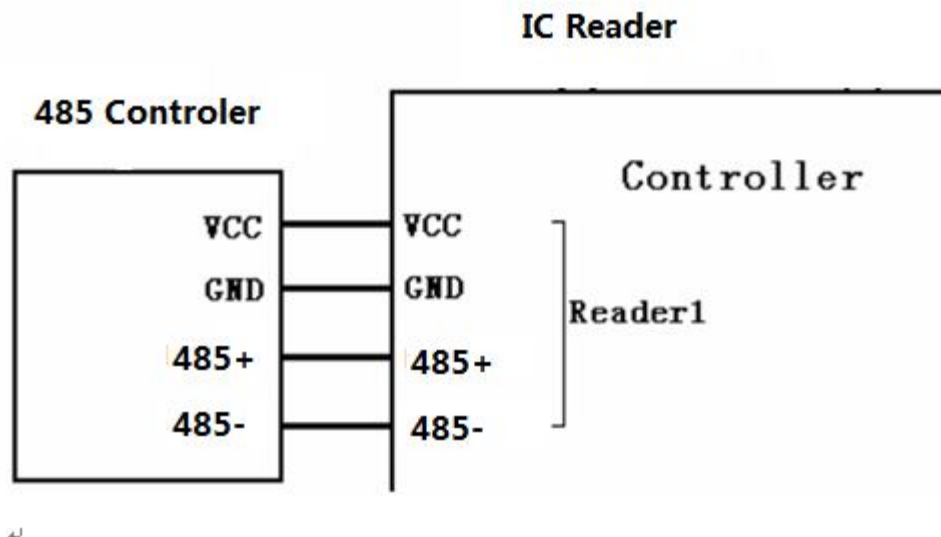 IC Reader
485 Controler
Controller
VCC
VCC
GND
GND
Reader1
485+
485+
485-
485-